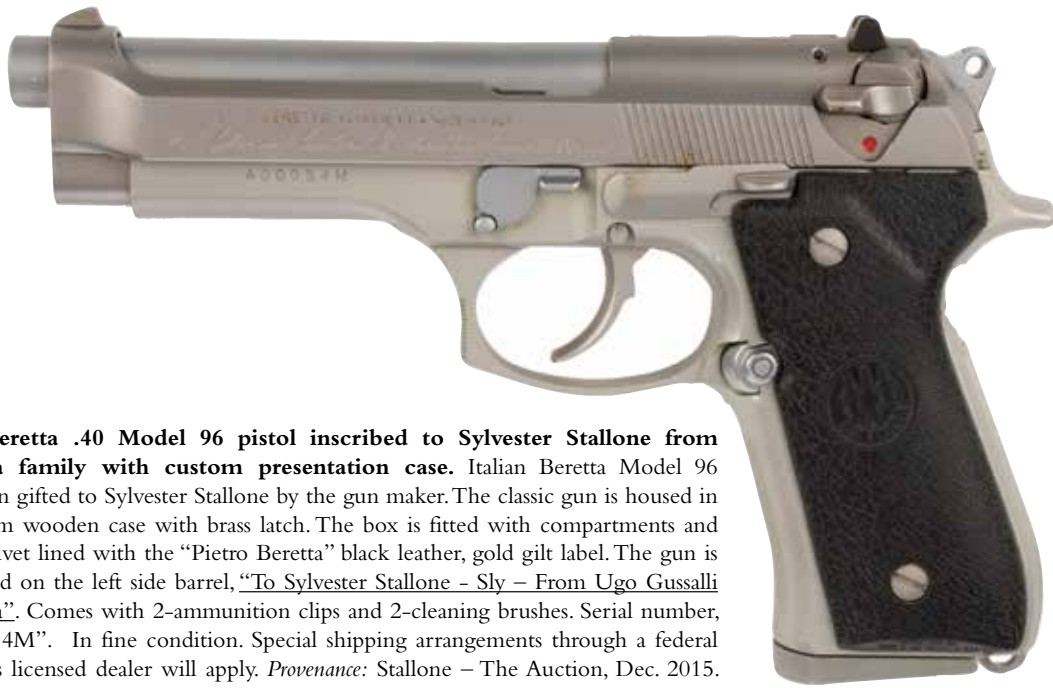 A00054M
eretta .40 Model 96 pistol inscribed to Sylvester Stallone from
a family with custom presentation case. Italian Beretta Model 96
n gifted to Sylvester Stallone by the gun maker. The classic gun is housed in
m wooden case with brass latch. The box is fitted with compartments and
vet lined with the “Pietro Beretta” black leather, gold gilt label. The gun is
d on the left side barrel, “To Sylvester Stallone - Sly – From Ugo Gussalli
a”. Comes with 2-ammunition clips and 2-cleaning brushes. Serial number,
4M”. In fine condition. Special shipping arrangements through a federal
s licensed dealer will apply. Provenance: Stallone – The Auction, Dec. 2015.